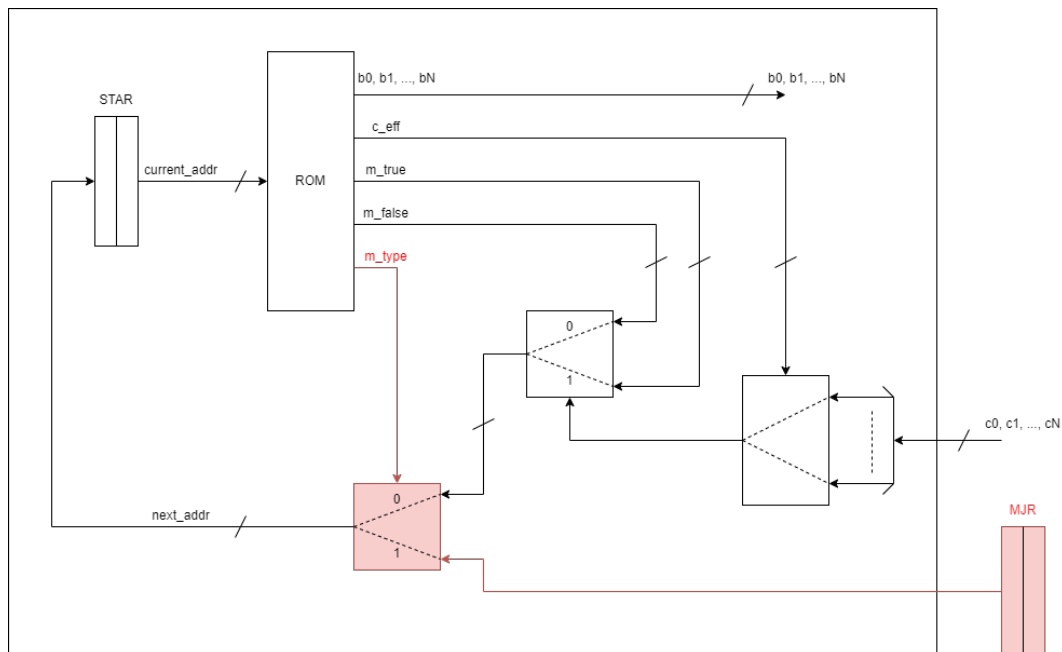 b0, b1, ..., bN
b0, b1, ..., bN
STAR
c_eff
current_addr
ROM
m_true
m_false
m_type
0
1
c0, c1, ..., cN
0
next_addr
1
MJR